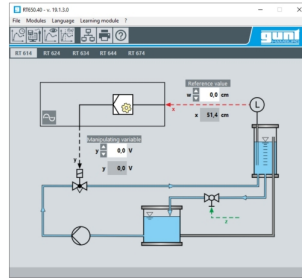 RT650.40 - v. 19.1.3.0
File Modules Language Learning module ?
gunt
RT 614 RT 624 RT 634 RT 644 RT 674
Reference value
w 0,0 cm
x 51,4 cm
L
x
Manipulating variable
y 0,0 V
y 0,0 V
y
z